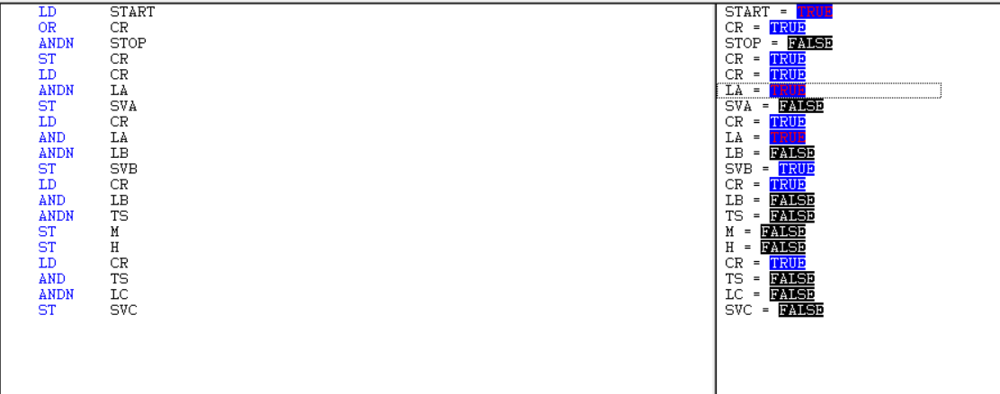 LD START START = TRUE
OR CR CR = TRUE
ANDN STOP STOP = FALSE
ST CR CR = TRUE
LD CR CR = TRUE
ANDN LA LA = TRUE
ST SVA SVA = FALSE
LD CR CR = TRUE
AND LA LA = TRUE
ANDN LB LB = FALSE
ST SVB SVB = TRUE
LD CR CR = TRUE
AND LB LB = FALSE
ANDN TS TS = FALSE
ST M M = FALSE
ST H H = FALSE
LD CR CR = TRUE
AND TS TS = FALSE
ANDN LC LC = FALSE
ST SVC SVC = FALSE